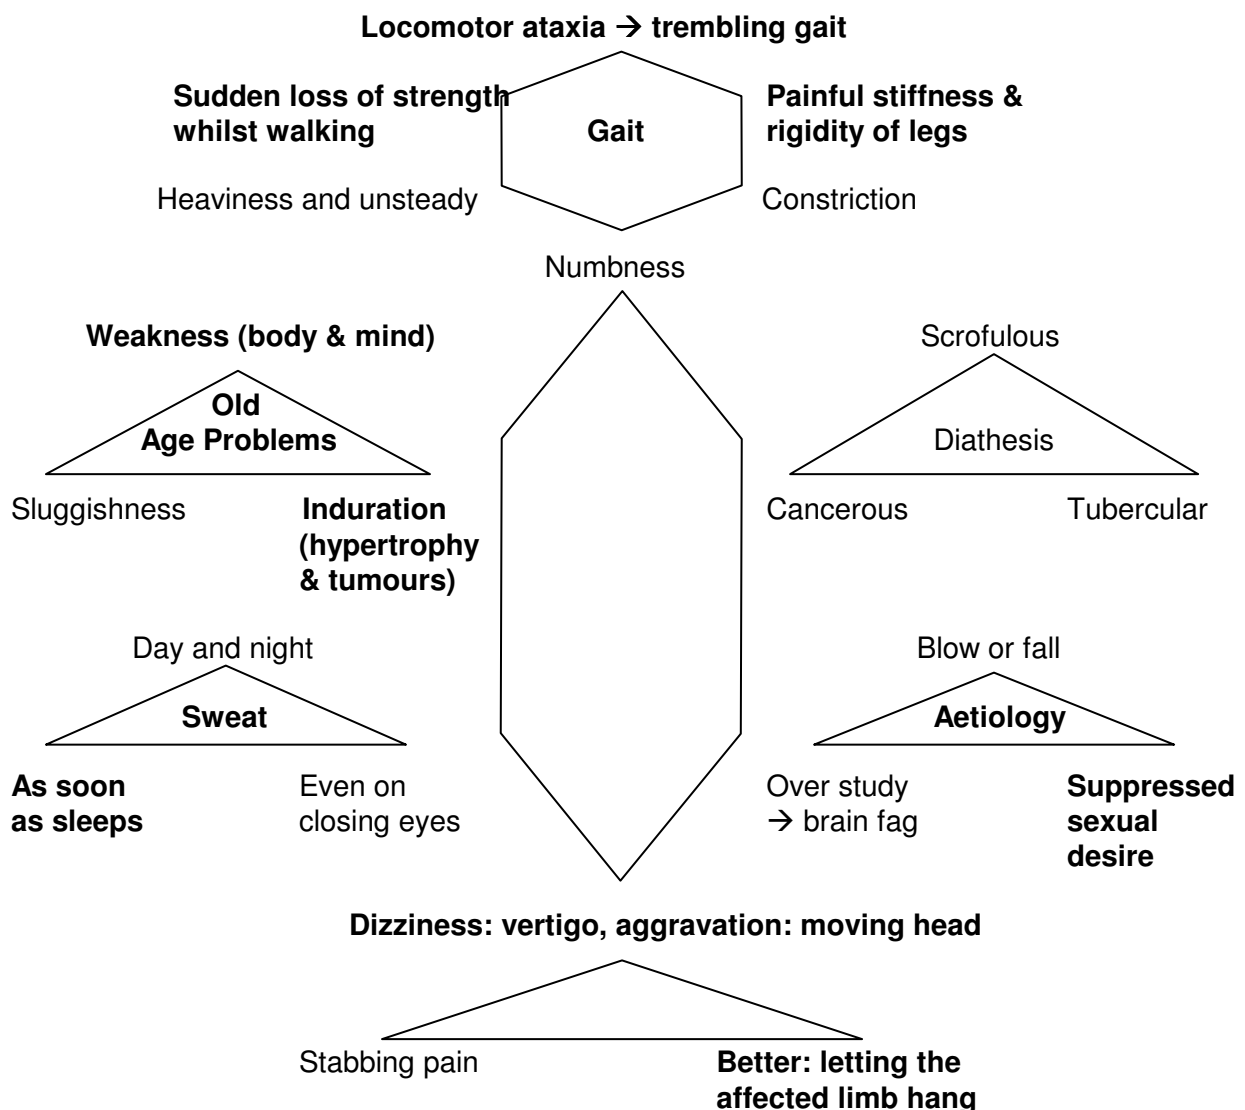 Locomotor ataxia → trembling gait
Sudden loss of strength
whilst walking
Gait
Painful stiffness &
rigidity of legs
Heaviness and unsteady
Constriction
Numbness
Weakness (body & mind)
Old
Age Problems
Sluggishness
Induration
(hypertrophy
& tumours)
Scrofulous
Diathesis
Cancerous
Tubercular
Day and night
Sweat
As soon
as sleeps
Even on
closing eyes
Blow or fall
Aetiology
Over study
→ brain fag
Suppressed
sexual
desire
Dizziness: vertigo, aggravation: moving head
Stabbing pain
Better: letting the
affected limb hang